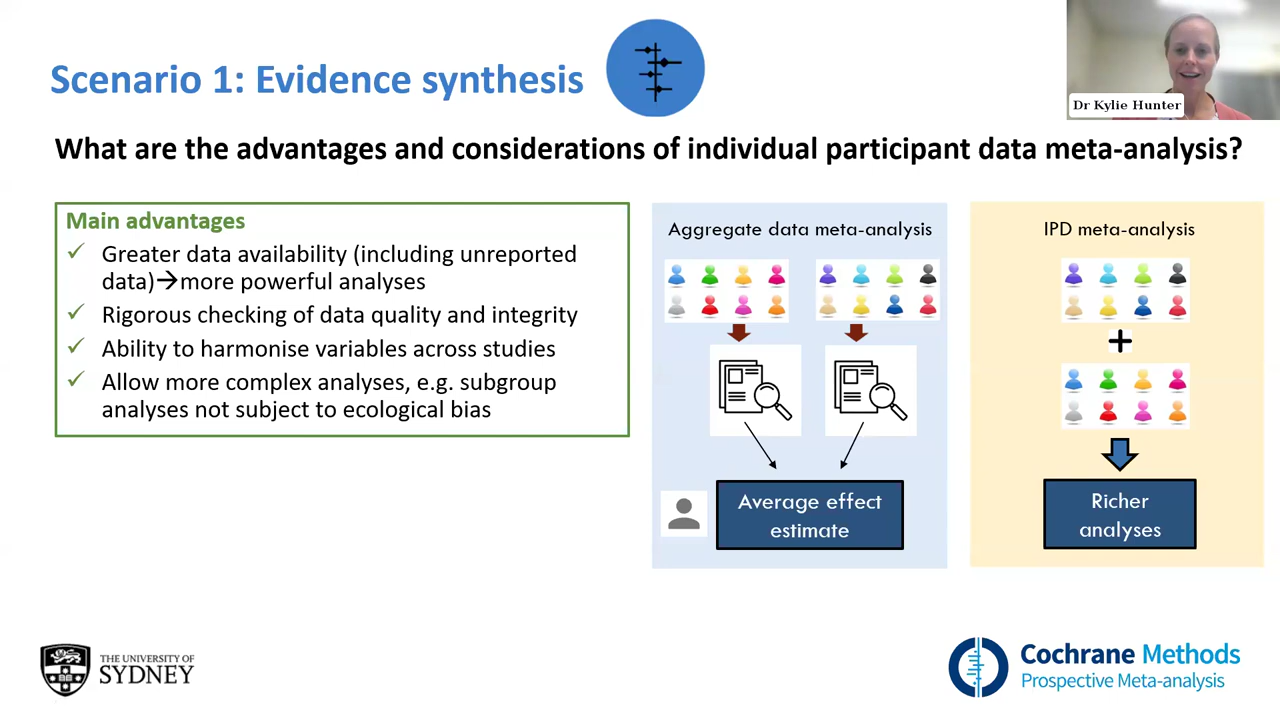 Scenario 1: Evidence synthesis
Dr Kylie Hunter
What are the advantages and considerations of individual participant data meta-analysis?
Main advantages
✓ Greater data availability (including unreported
data)→more powerful analyses
✓ Rigorous checking of data quality and integrity
✓ Ability to harmonise variables across studies
✓ Allow more complex analyses, e.g. subgroup
analyses not subject to ecological bias
Aggregate data meta-analysis
Average effect
estimate
IPD meta-analysis
+
Richer
analyses
THE UNIVERSITY OF
SYDNEY
Cochrane Methods
Prospective Meta-analysis